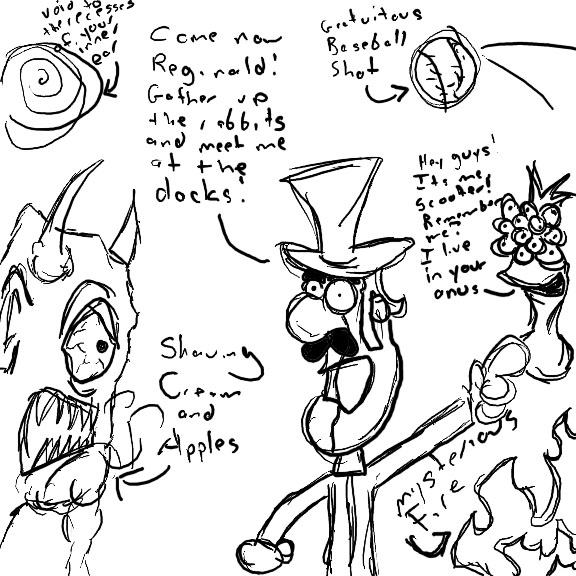 void to
the recesses
of your
inner
ear
Come now
Reginald!
Gather up
the rabbits
and meet me
at the
docks!
Gratuitous
Baseball
Shot
Hey guys!
Its me,
Scooter!
Remember
me?
I live
in your
anus
Shaving
Cream
and
Apples
Mysterious
Fire